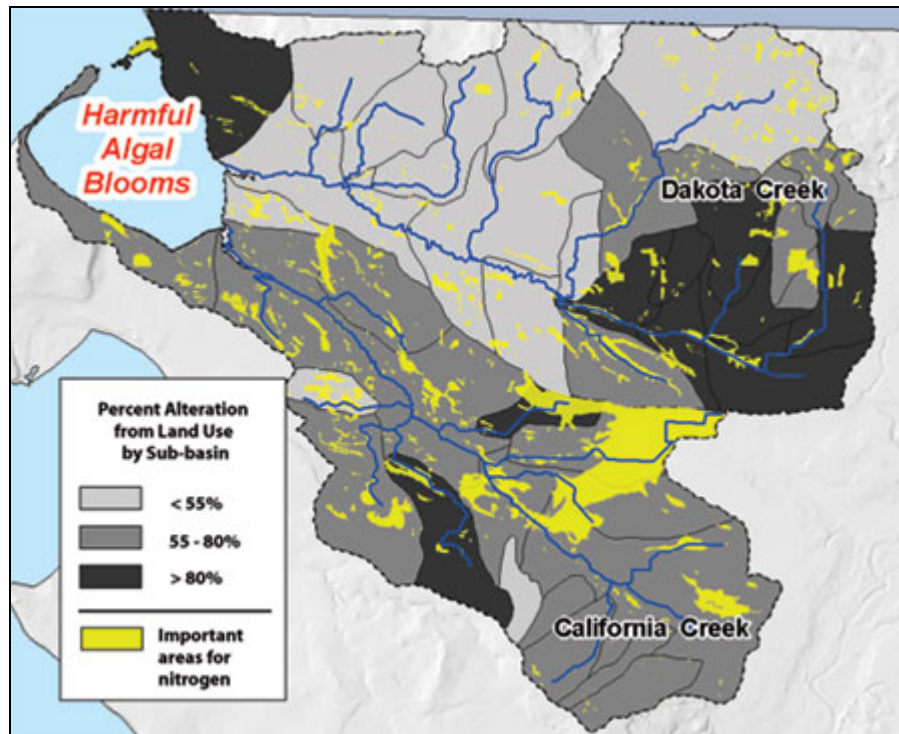 Harmful
Algal
Blooms
Dakota Creek
Percent Alteration
from Land Use
by Sub-basin
< 55%
55 - 80%
> 80%
Important
areas for
nitrogen
California Creek